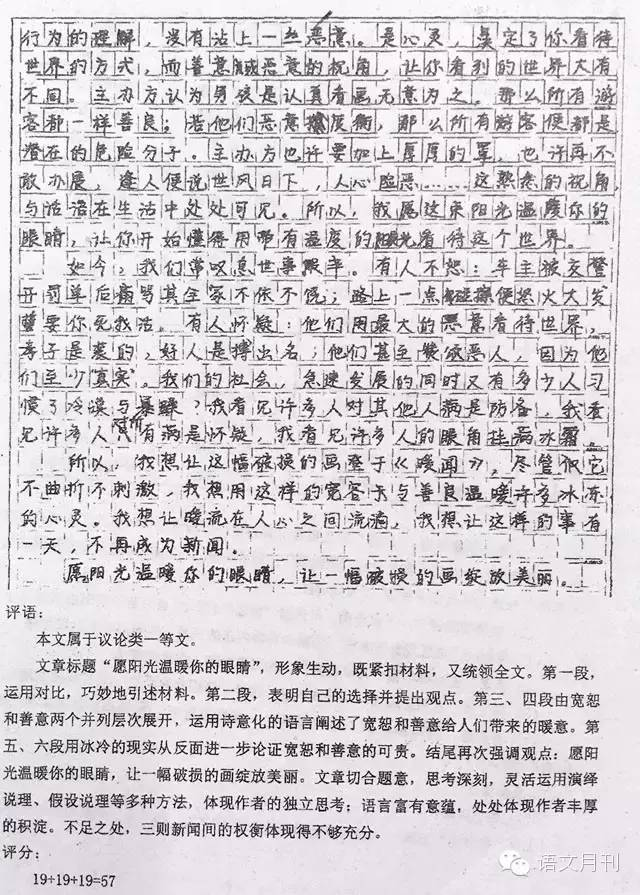 行为的理解，没有沾上一丝恶意。是心灵，奠定了你看待
世界的方式，而善意或恶意的视角，让你看到的世界大有
不同。主办方认为男孩是认真看画无意为之。那么所有游
客都一样善良；若他们恶意揣度，那么所有游客便都是
潜在的危险分子。主办方也许要加上厚厚的罩，也许再不
敢办展，逢人便说世风日下，人心险恶……这熟悉的视角，
与话语在生活中处处可见。所以，我愿这束阳光温暖你的
眼睛，让你开始懂得用带有温度的眼光看待这个世界。
如今，我们常叹息世事艰辛。有人不恕：车主被交警
开罚单后痛骂其主家不依不饶；路上一点碰擦便怒火大发
要你死我活。有人怀疑：他们用最大的恶意看待世界，
孝子是装的，好人是搏出名；他们甚至赞颂恶人，因为他
们至少“真实”。我们的社会，急速发展的同时又有多少人习
惯了冷漠与暴躁？我看见许多人对其他人满是防备，我看
见许多人只有满是怀疑，我看见许多人的眼角挂满冰霜。
所以，我想让这幅破损的画登于《暖闻》，尽管似它
不曲折不刺激，我想用这样的宽容去与善良温暖许多冰冻
的心灵。我想让暖流在人心之间流淌，我想让这样的事有
一天，不再成为新闻。
愿阳光温暖你的眼睛，让一幅破损的画绽放美丽。
评语：
本文属于议论类一等文。
文章标题“愿阳光温暖你的眼睛”，形象生动，既紧扣材料，又统领全文。第一段，
运用对比，巧妙地引述材料。第二段，表明自己的选择并提出观点。第三、四段由宽恕
和善意两个并列层次展开，运用诗意化的语言阐述了宽恕和善意给人们带来的暖意。第
五、六段用冰冷的现实从反面进一步论证宽恕和善意的可贵。结尾再次强调观点：愿阳
光温暖你的眼睛，让一幅破损的画绽放美丽。文章切合题意，思考深刻，灵活运用演绎
说理、假设说理等多种方法，体现作者的独立思考；语言富有意蕴，处处体现作者丰厚
的积淀。不足之处，三则新闻间的权衡体现得不够充分。
评分：
19+19+19=57
语文月刊